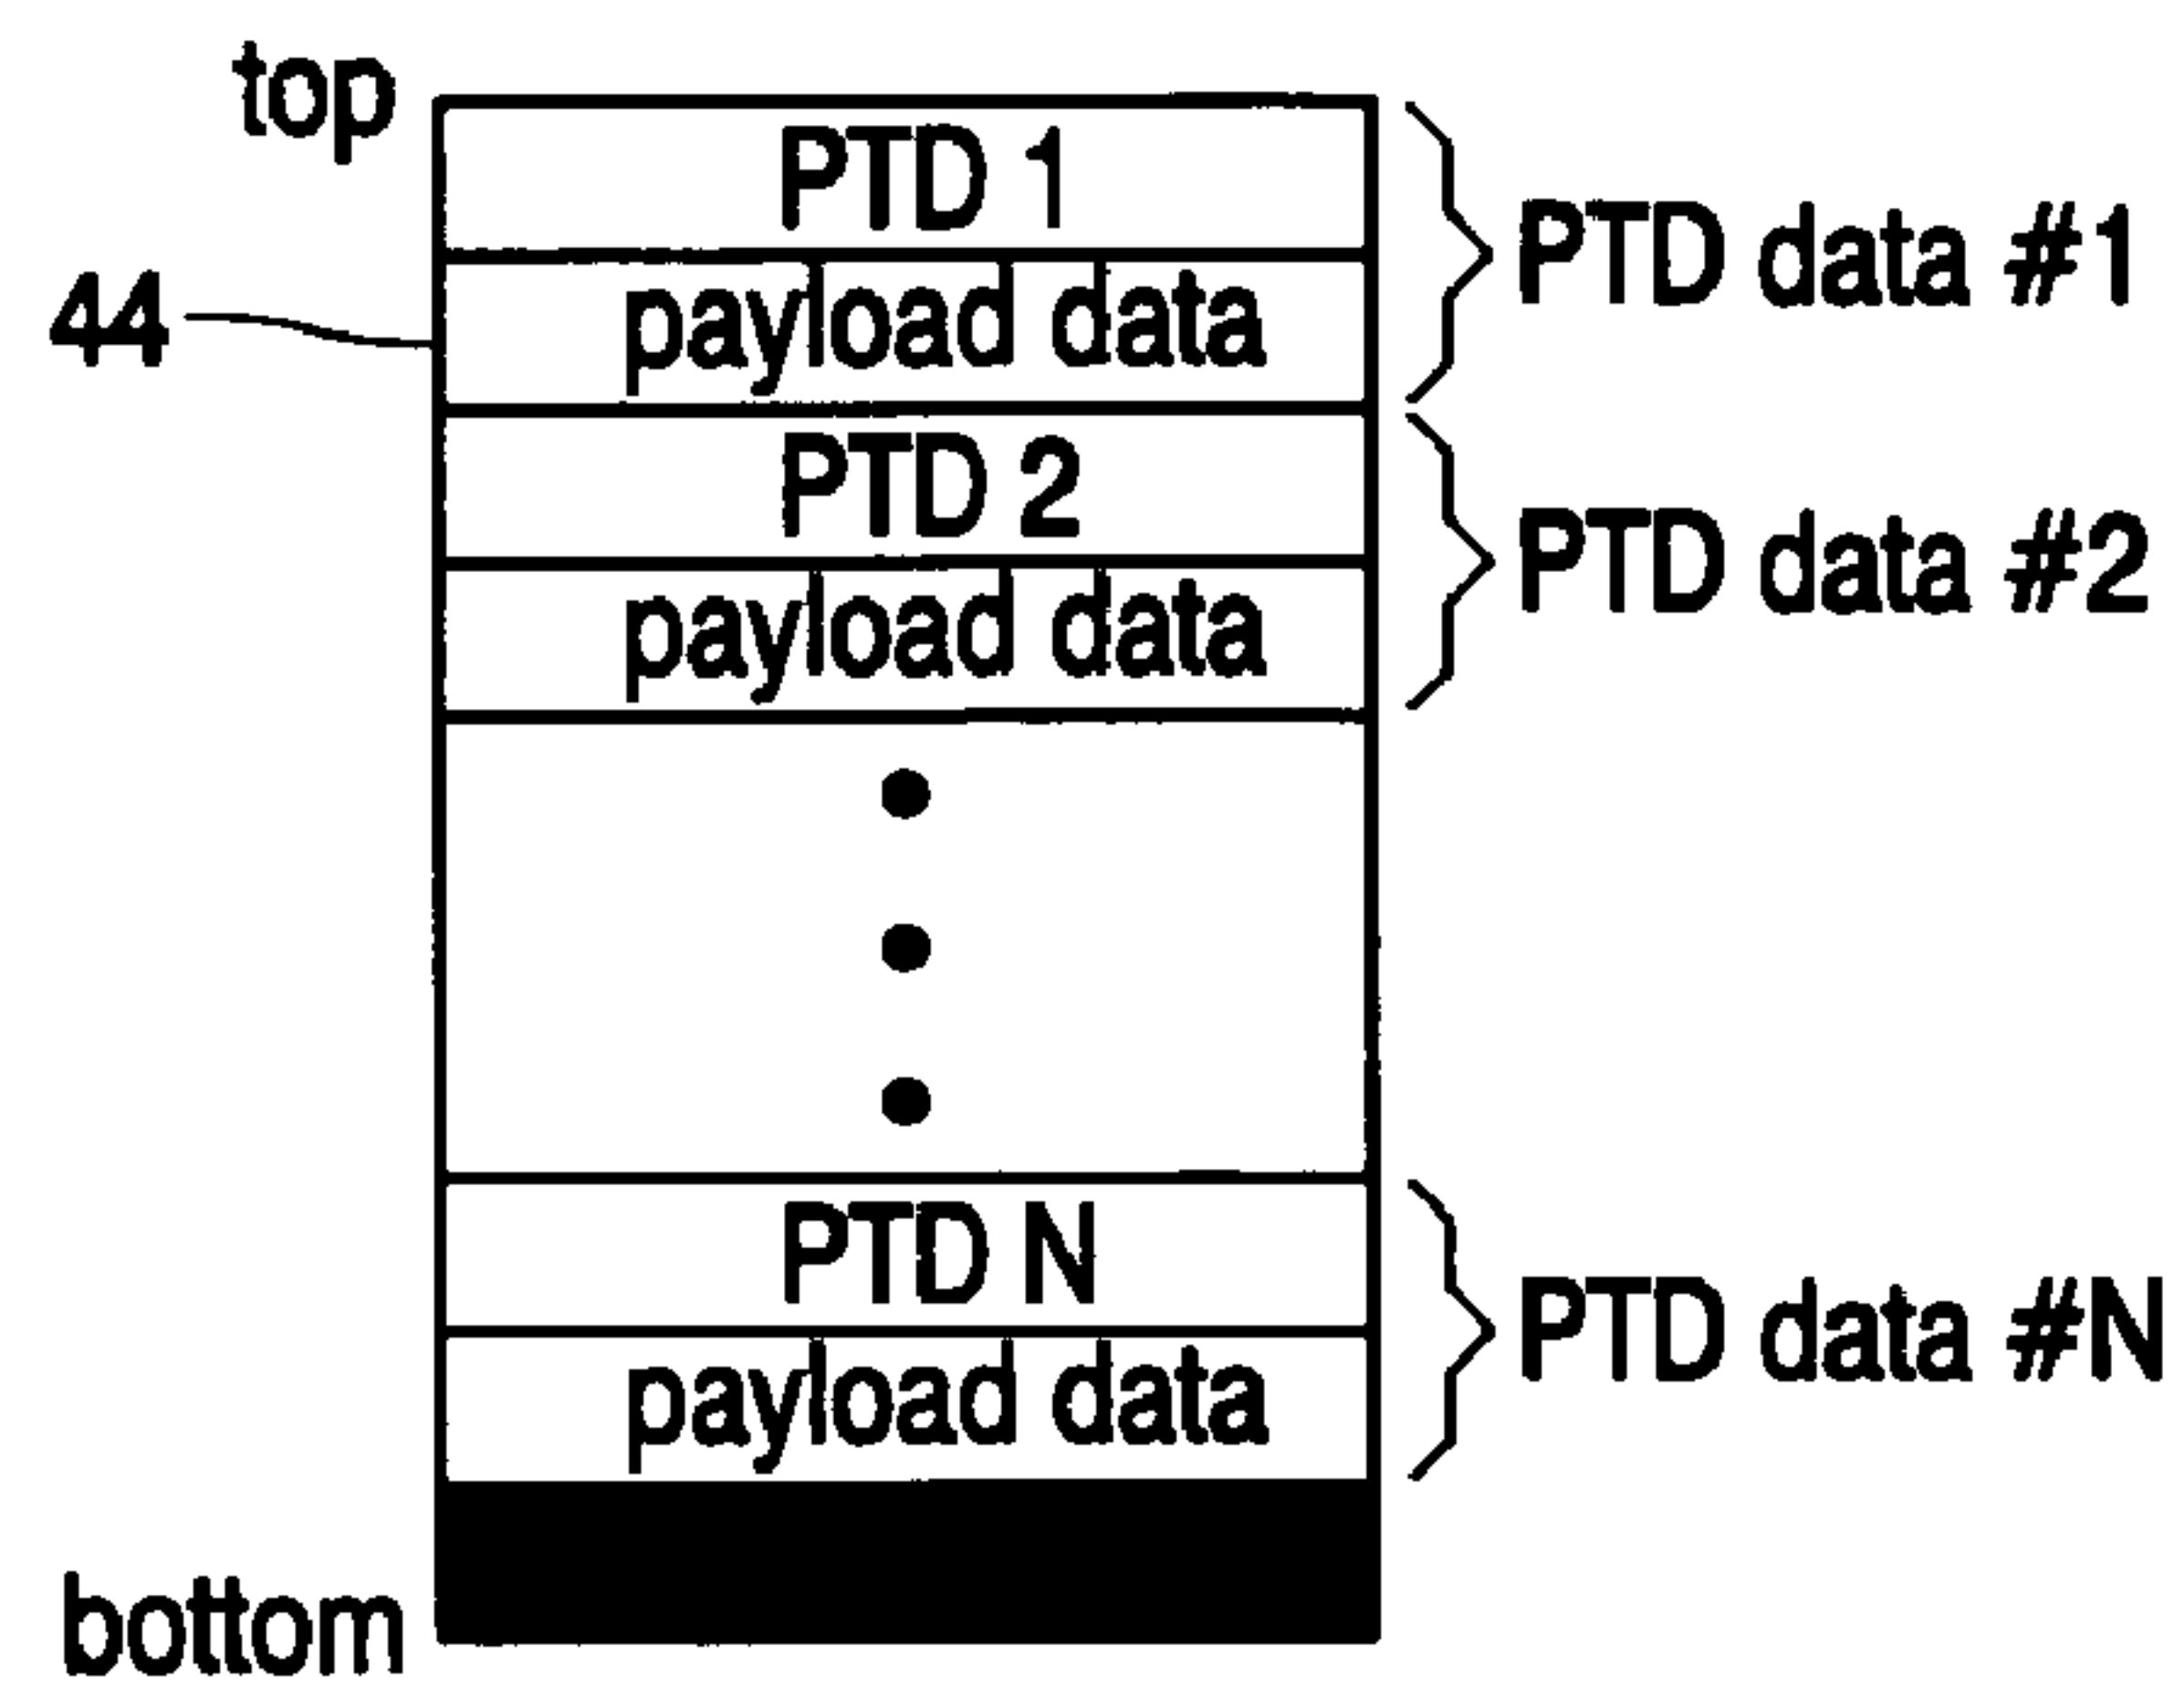 top
PTD 1
PTD data #1
44
payload data
PTD 2
PTD data #2
payload data
PTD N
PTD data #N
payload data
bottom